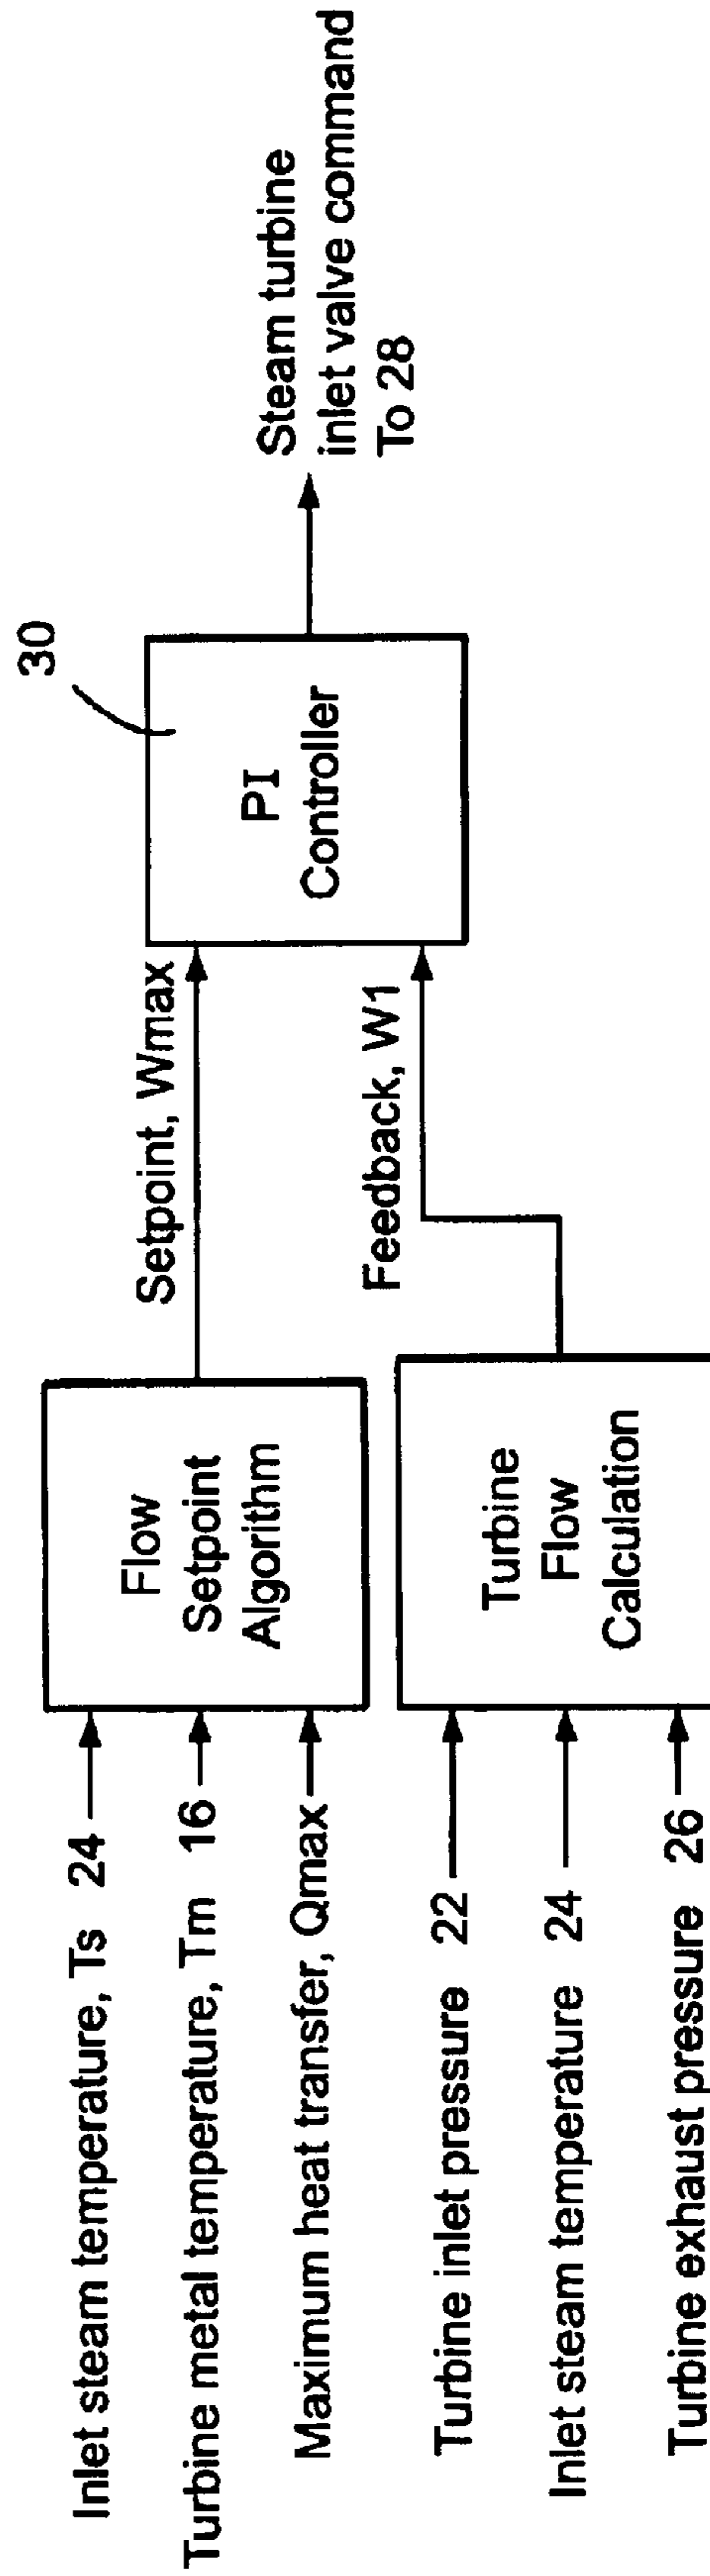 Inlet steam temperature, Ts 24
Turbine metal temperature, Tm 16
Maximum heat transfer, Qmax
Flow
Setpoint
Algorithm
Setpoint, Wmax
Turbine inlet pressure 22
Inlet steam temperature 24
Turbine exhaust pressure 26
Turbine
Flow
Calculation
Feedback, W1
30
PI
Controller
Steam turbine
inlet valve command
To 28